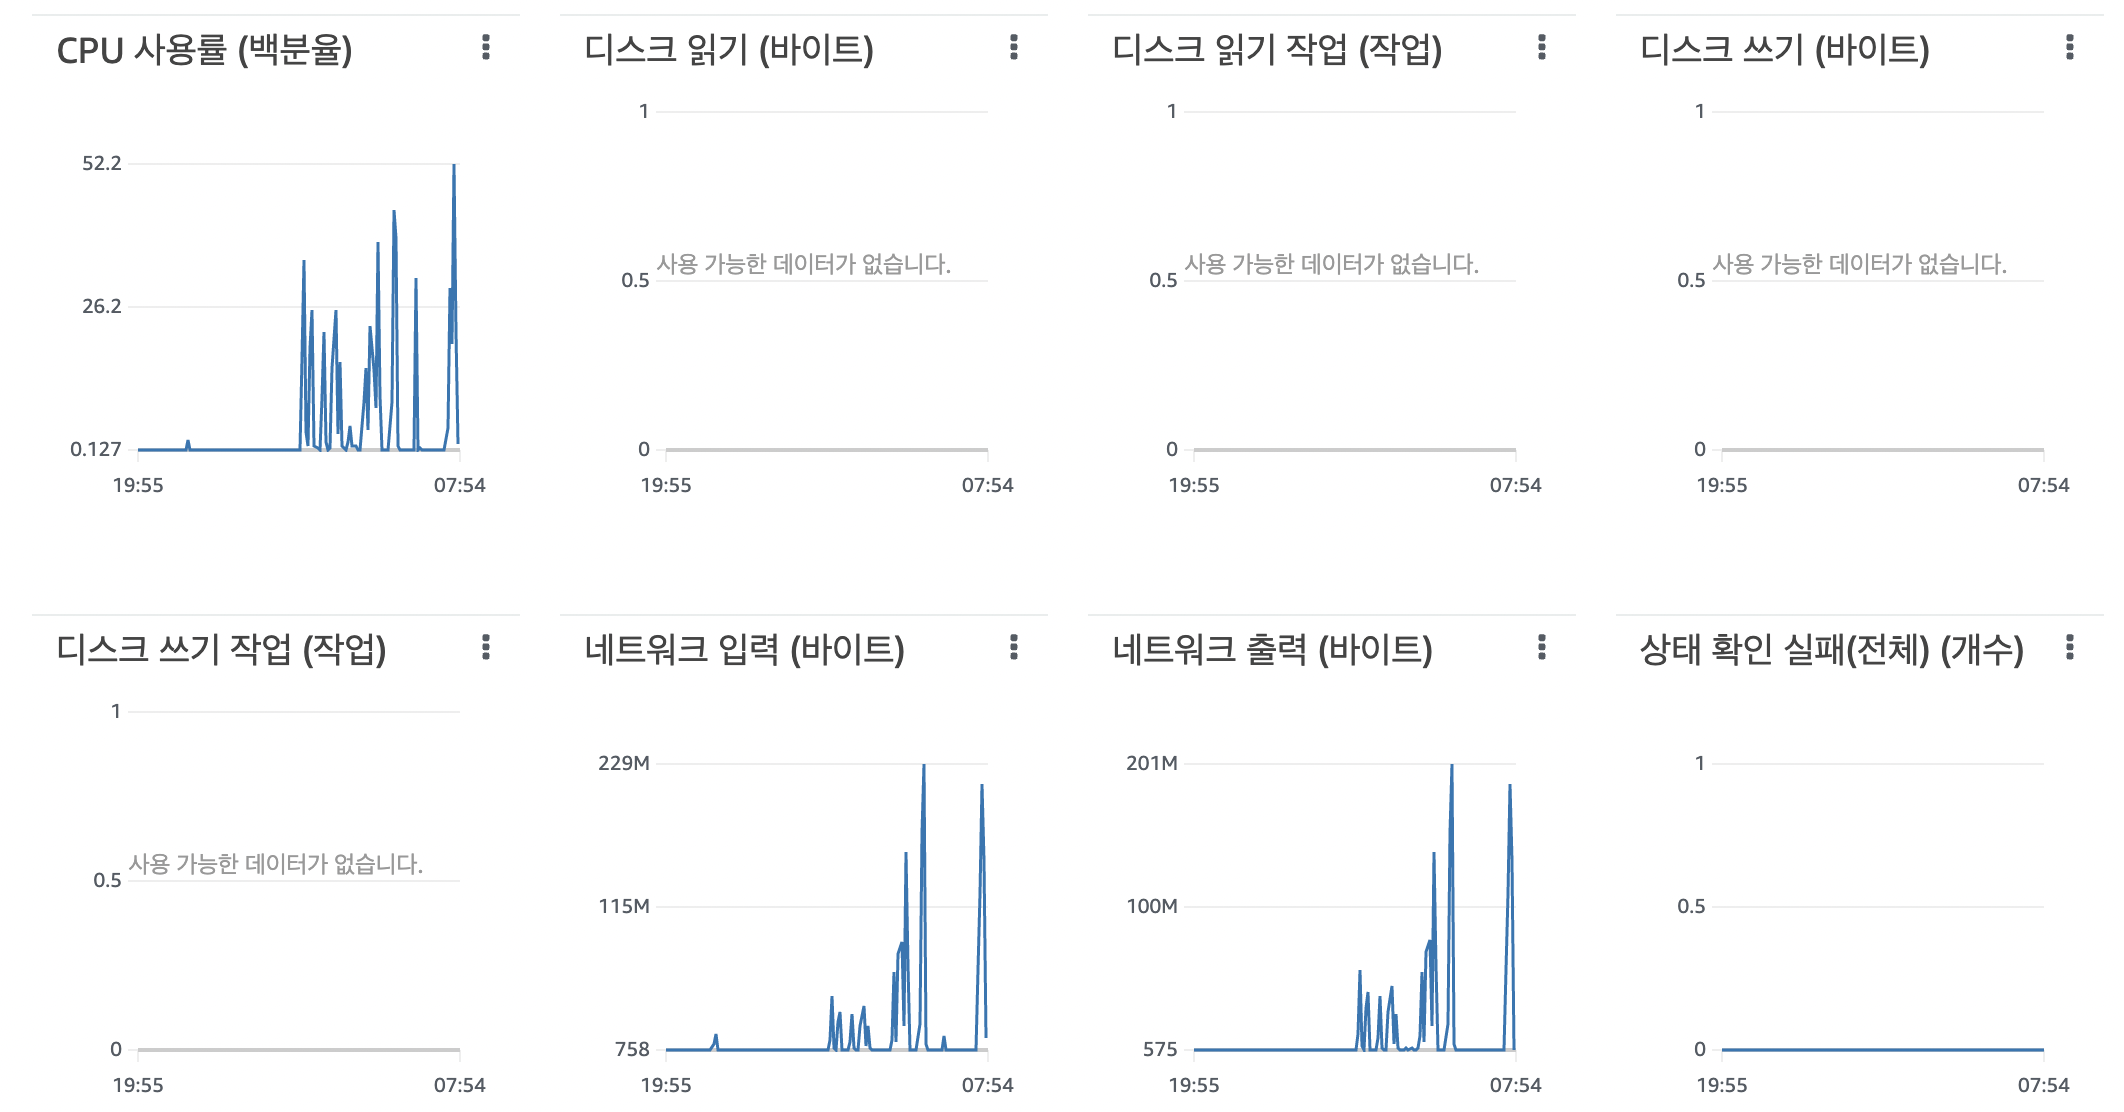 CPU 사용률 (백분율)
52.2
26.2
0.127
19:55 07:54
디스크 읽기 (바이트)
1
사용 가능한 데이터가 없습니다.
0.5
0
19:55 07:54
디스크 읽기 작업 (작업)
1
사용 가능한 데이터가 없습니다.
0.5
0
19:55 07:54
디스크 쓰기 (바이트)
1
사용 가능한 데이터가 없습니다.
0.5
0
19:55 07:54
디스크 쓰기 작업 (작업)
1
사용 가능한 데이터가 없습니다.
0.5
0
19:55 07:54
네트워크 입력 (바이트)
229M
115M
758
19:55 07:54
네트워크 출력 (바이트)
201M
100M
575
19:55 07:54
상태 확인 실패(전체) (개수)
1
0.5
0
19:55 07:54